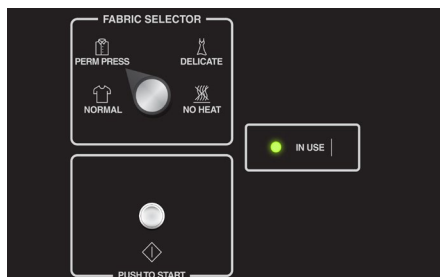 FABRIC SELECTOR
PERM PRESS
DELICATE
NORMAL
NO HEAT
IN USE
PUSH TO START